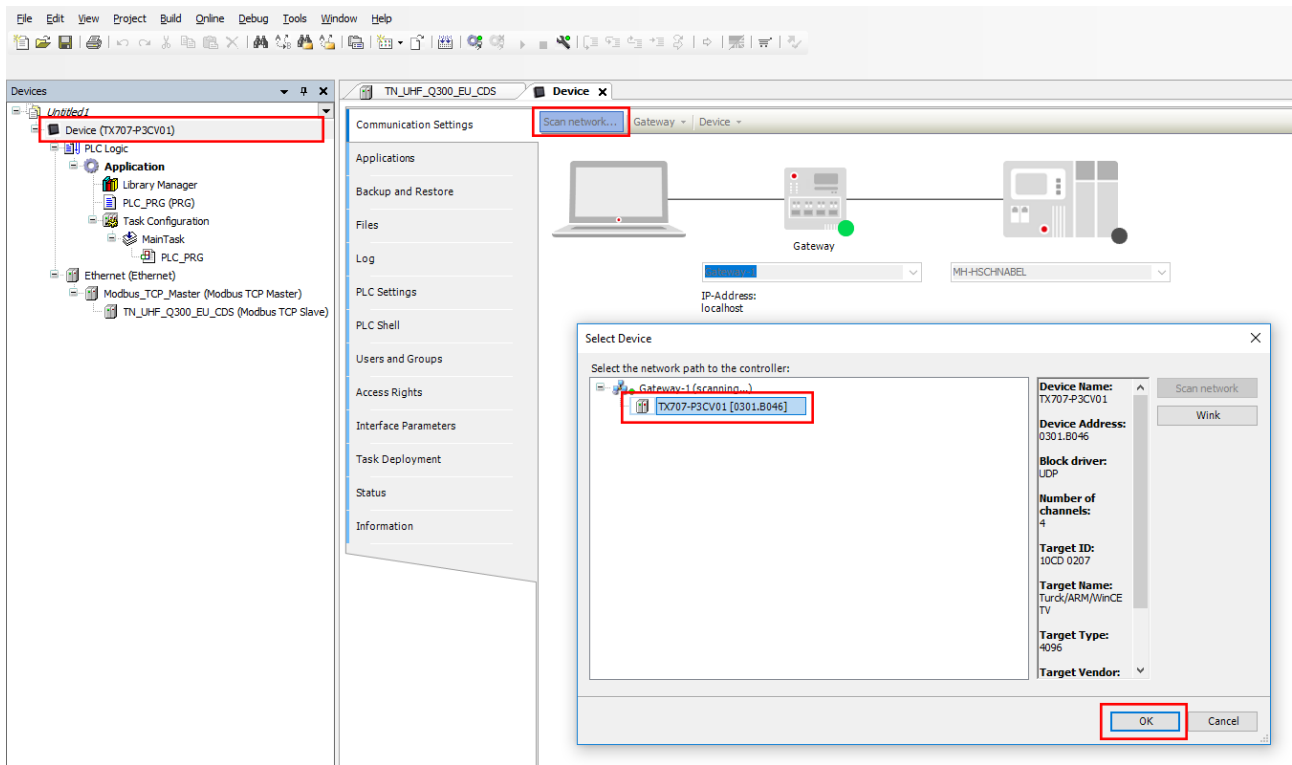 File Edit View Project Build Online Debug Tools Window Help
Devices
Untitled1
Device (TX707-P3CV01)
PLC Logic
Application
Library Manager
PLC_PRG (PRG)
Task Configuration
MainTask
PLC_PRG
Ethernet (Ethernet)
Modbus_TCP_Master (Modbus TCP Master)
TN_UHF_Q300_EU_CDS (Modbus TCP Slave)
TN_UHF_Q300_EU_CDS
Device
Communication Settings
Applications
Backup and Restore
Files
Log
PLC Settings
PLC Shell
Users and Groups
Access Rights
Interface Parameters
Task Deployment
Status
Information
Scan network... Gateway Device
Gateway
Gateway-1
MH-HSCHNABEL
IP-Address:
localhost
Select Device
Select the network path to the controller:
Gateway-1 (scanning...)
TX707-P3CV01 [0301.B046]
Device Name:
TX707-P3CV01
Device Address:
0301.B046
Block driver:
UDP
Number of
channels:
4
Target ID:
10CD 0207
Target Name:
Turck/ARM/WinCE
TV
Target Type:
4096
Target Vendor:
Scan network
Wink
OK
Cancel